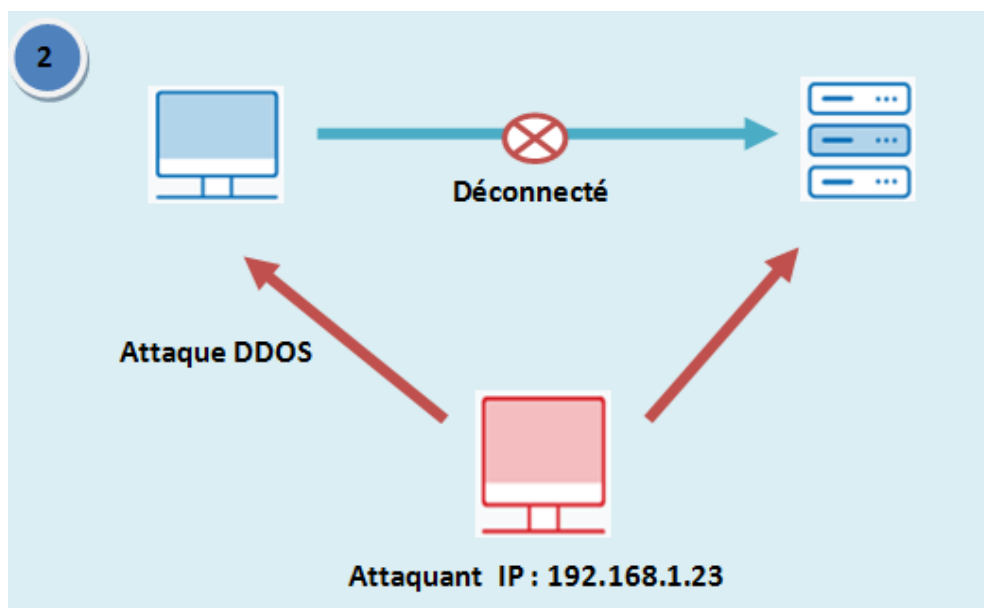 2
Déconnecté
Attaque DDOS
Attaquant IP : 192.168.1.23